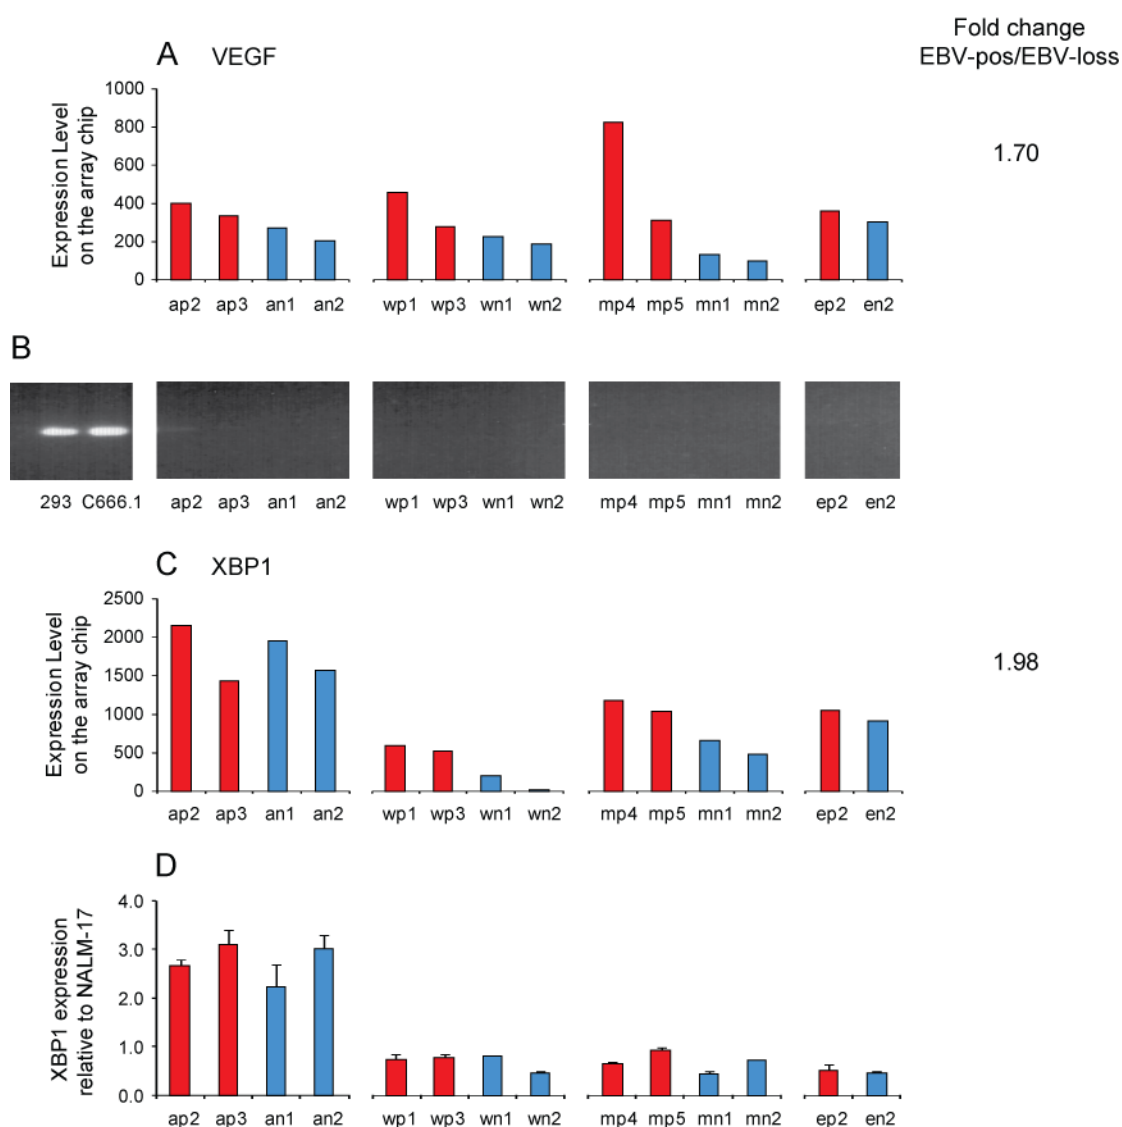 Fold change
EBV-pos/EBV-loss
A VEGF
Expression Level
on the array chip
1000
800
600
400
200
0
1.70
ap2 ap3 an1 an2 wp1 wp3 wn1 wn2 mp4 mp5 mn1 mn2 ep2 en2
B
293 C666.1 ap2 ap3 an1 an2 wp1 wp3 wn1 wn2 mp4 mp5 mn1 mn2 ep2 en2
C XBP1
Expression Level
on the array chip
2500
2000
1500
1000
500
0
1.98
ap2 ap3 an1 an2 wp1 wp3 wn1 wn2 mp4 mp5 mn1 mn2 ep2 en2
D
XBP1 expression
relative to NALM-17
4.0
3.0
2.0
1.0
0.0
ap2 ap3 an1 an2 wp1 wp3 wn1 wn2 mp4 mp5 mn1 mn2 ep2 en2